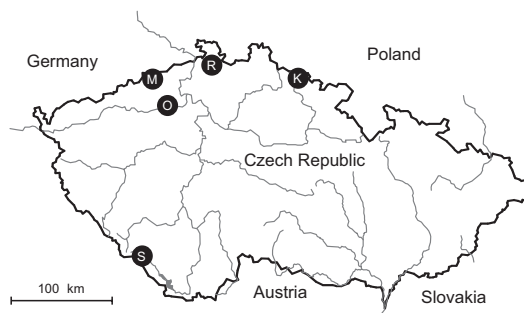 Germany
Poland
M
R
K
O
Czech Republic
S
100 km
Austria
Slovakia